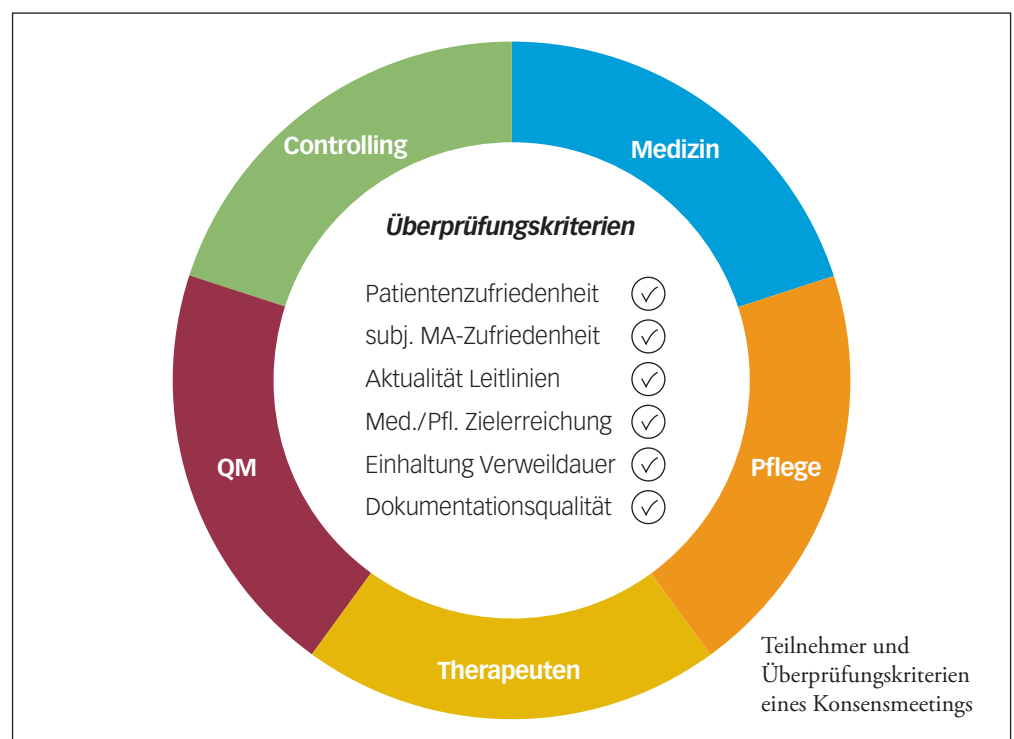 Controlling
Medizin
Überprüfungskriterien
Patientenzufriedenheit
subj. MA-Zufriedenheit
Aktualität Leitlinien
Med./Pfl. Zielerreichung
Einhaltung Verweildauer
Dokumentationsqualität
QM
Pflege
Therapeuten
Teilnehmer und
Überprüfungskriterien
eines Konsensmeetings